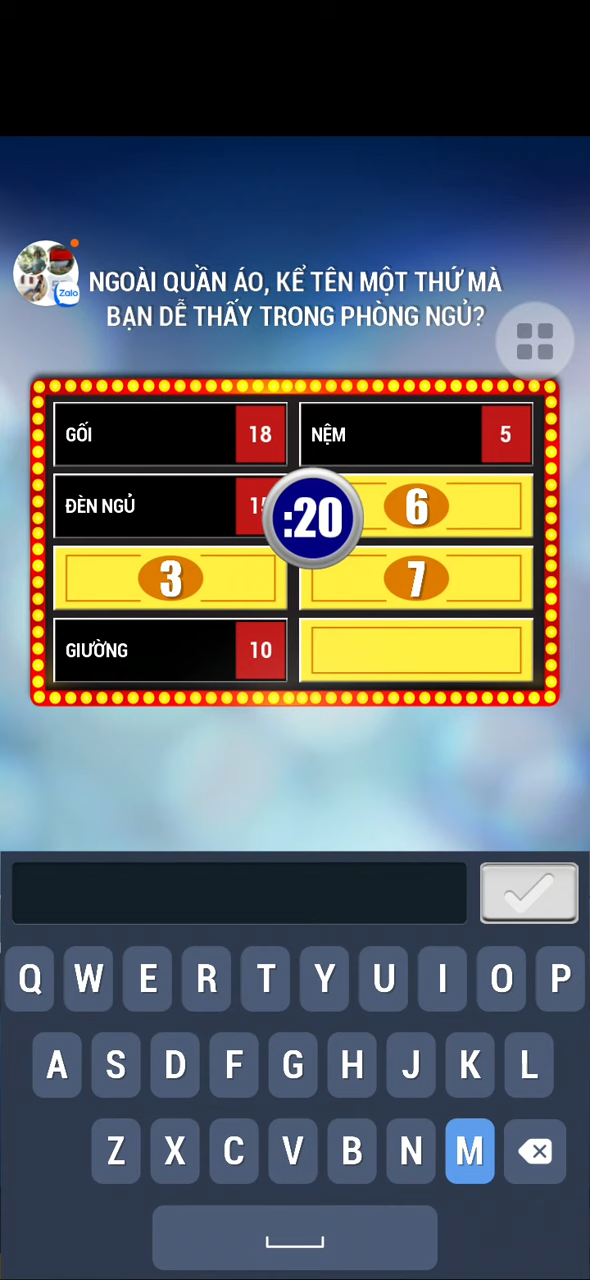 NGOÀI QUẦN ÁO, KỂ TÊN MỘT THỨ MÀ
BẠN DỄ THẤY TRONG PHÒNG NGỦ?
Zalo
GỐI 18
NỆM 5
ĐÈN NGỦ
:20
6
3
7
GIƯỜNG 10
Q W E R T Y U I O P
A S D F G H J K L
Z X C V B N M